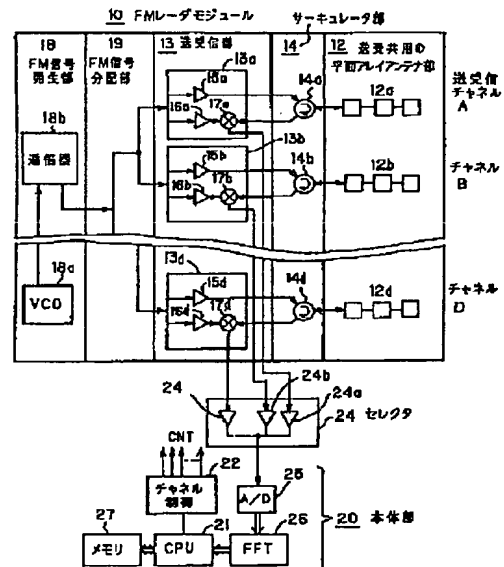 10 FMレーダモジュール
サーキュレータ部
18
FM信号
発生部
19
FM信号
分配部
13 送受信部
14
12 送受共用の
平面アレイアンテナ部
13a
15a
16a
17a
14a
12a
送受信
チャネル
A
18b
逓倍器
13b
15b
16b
17b
14b
12b
チャネル
B
18a
VCO
13d
15d
16d
17d
14d
12d
チャネル
D
24
24b
24a
24 セレクタ
CNT
22
チャネル
制御
25
A/D
27
メモリ
21
CPU
26
FFT
20 本体部